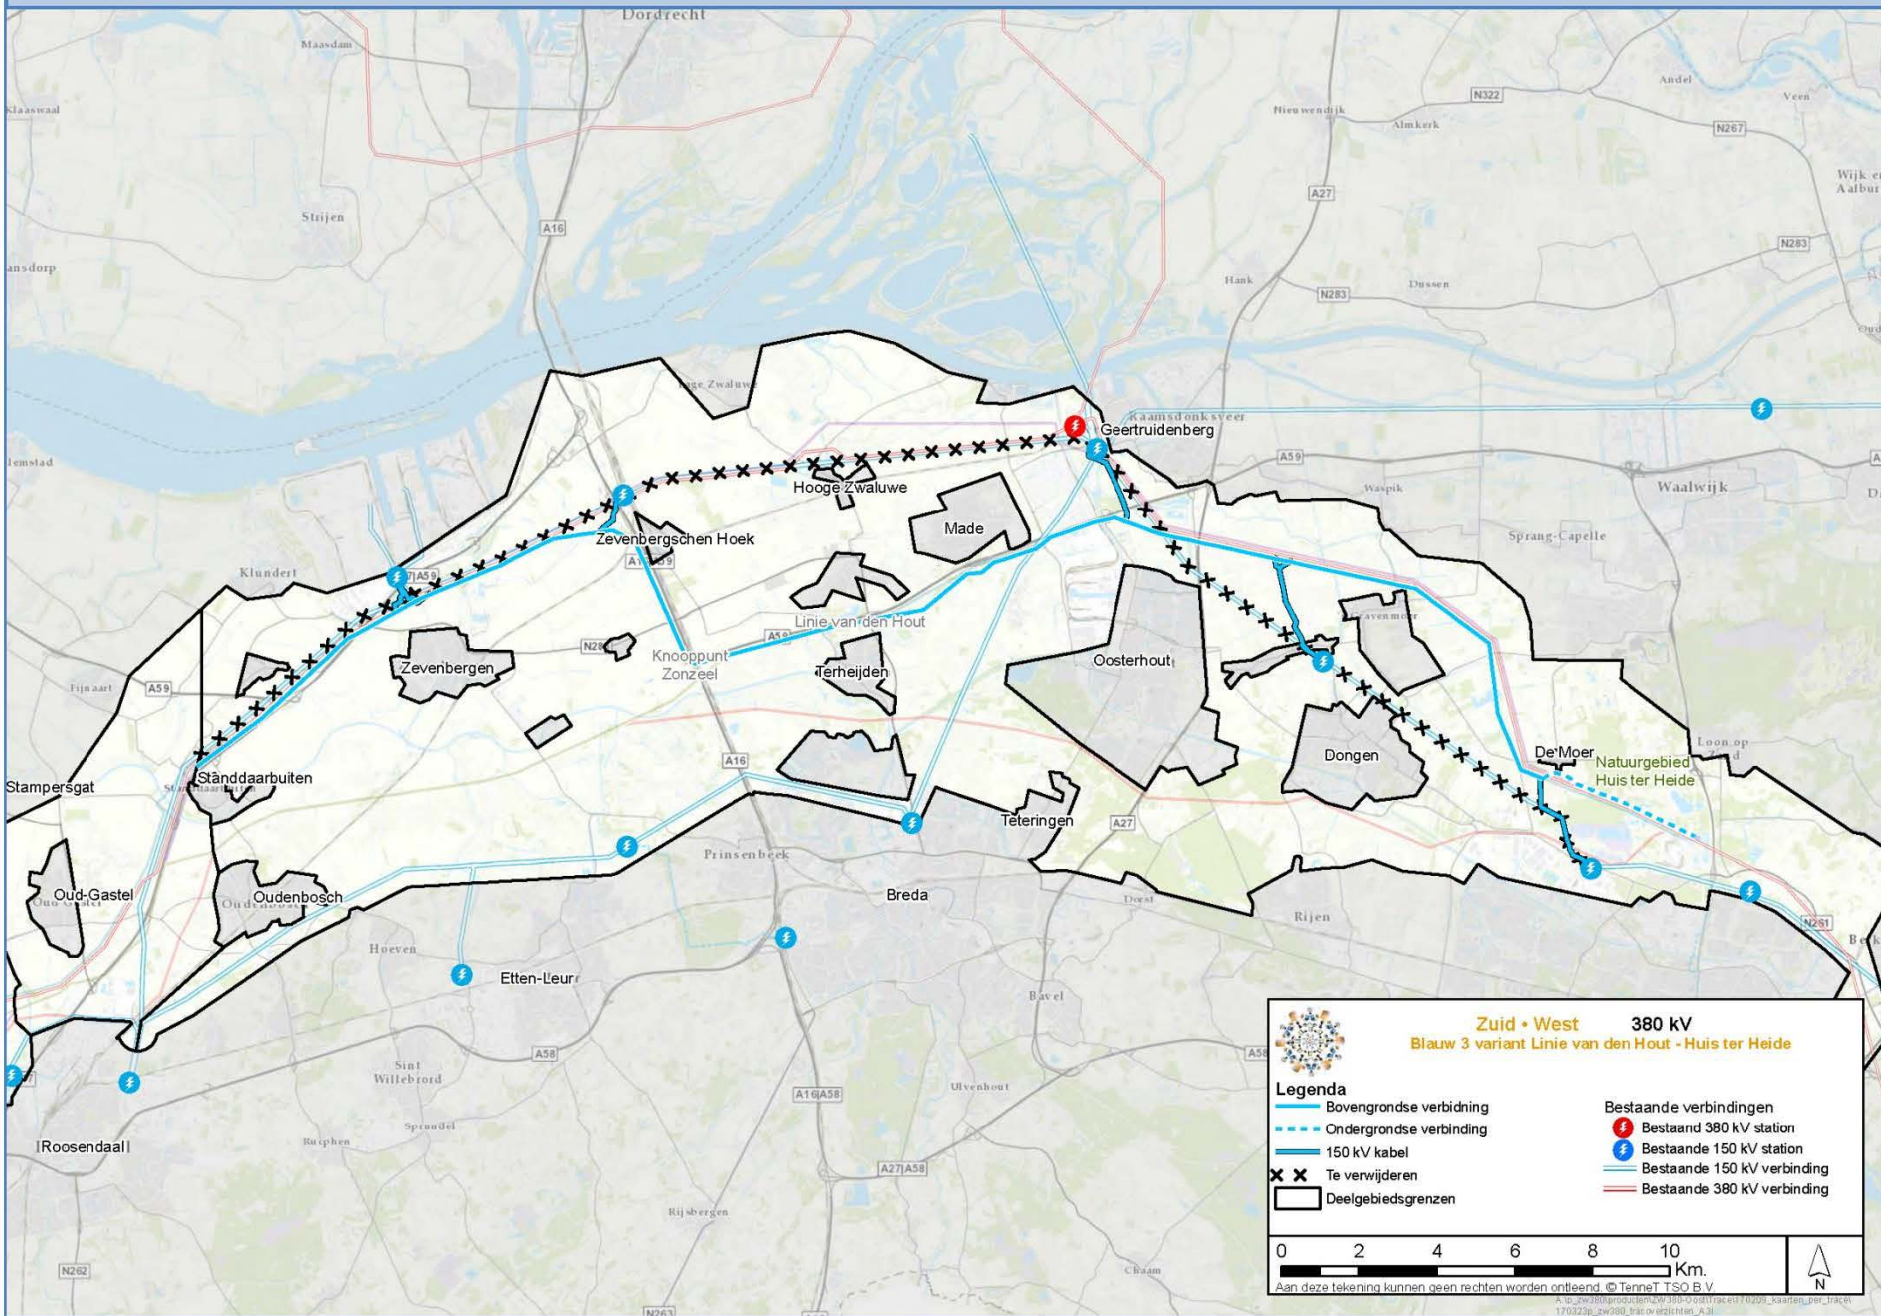 Dordrecht
Maasdam
Klaaswaal
Strijen
A16
Andel
Veen
N322
Nieuwendijk
Almkerk
N267
Wijk en
Aalbur
A27
N283
Hank
Dussen
N283
Lage Zwaluwe
Raamsdonksveer
Geertruidenberg
A59
Waspik
Waalwijk
Sprang-Capelle
Hooge Zwaluwe
Made
Zevenbergschen Hoek
Klundert
Linie van den Hout
A59
Knooppunt
Zonzeel
Zevenbergen
Terheijden
Oosterhout
Fijnaart
A59
Dongen
De Moer
Natuurgebied
Huis ter Heide
Loon op
Stampersgat
Standdaarbuiten
A16
Teteringen
A27
Prinsenbeek
Breda
Dorst
Rijen
N261
Oud-Gastel
Oudenbosch
Hoeven
Etten-Leur
Bavel
A58
A58
Sint
Willebrord
A16|A58
Ulvenhout
Roosendaal
Rucphen
Sprundel
A27|A58
Rijsbergen
N262
Chaam
N263
Zuid • West 380 kV
Blauw 3 variant Linie van den Hout - Huis ter Heide
Legenda
Bovengrondse verbidning
Ondergrondse verbinding
150 kV kabel
Te verwijderen
Deelgebiedsgrenzen
Bestaande verbindingen
Bestaand 380 kV station
Bestaande 150 kV station
Bestaande 150 kV verbinding
Bestaande 380 kV verbinding
0 2 4 6 8 10
Km.
N
Aan deze tekening kunnen geen rechten worden ontleend. © TenneT TSO B.V.